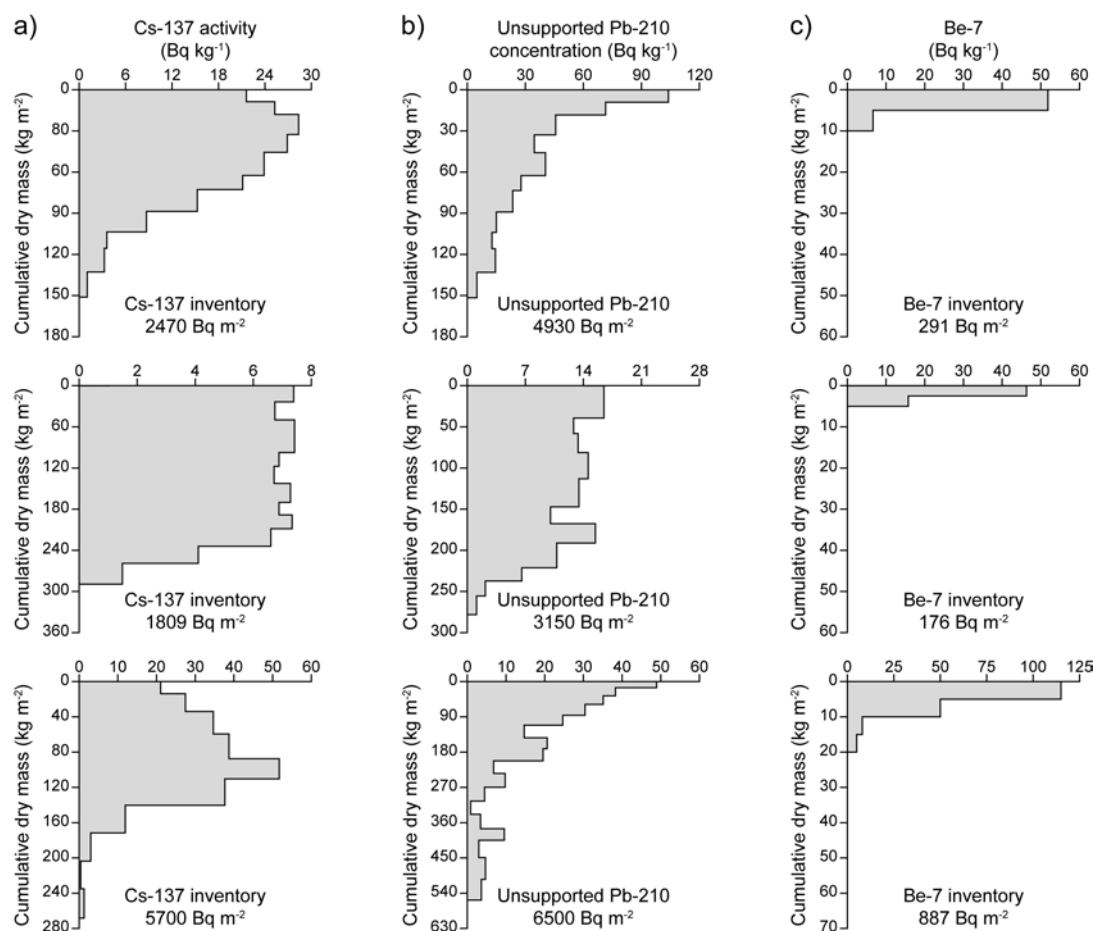 a)
Cs-137 activity
(Bq kg-1)
0 6 12 18 24 30
Cumulative dry mass (kg m-2)
0
80
60
90
120
150
180
Cs-137 inventory
2470 Bq m-2
b)
Unsupported Pb-210
concentration (Bq kg-1)
0 30 60 90 120
Cumulative dry mass (kg m-2)
0
30
60
90
120
150
180
Unsupported Pb-210
4930 Bq m-2
c)
Be-7
(Bq kg-1)
0 10 20 30 40 50 60
Cumulative dry mass (kg m-2)
0
10
20
30
40
50
60
Be-7 inventory
291 Bq m-2
0 2 4 6 8
Cumulative dry mass (kg m-2)
0
60
120
180
240
300
360
Cs-137 inventory
1809 Bq m-2
0 7 14 21 28
Cumulative dry mass (kg m-2)
0
50
100
150
200
250
300
Unsupported Pb-210
3150 Bq m-2
0 10 20 30 40 50 60
Cumulative dry mass (kg m-2)
0
10
20
30
40
50
60
Be-7 inventory
176 Bq m-2
0 10 20 30 40 50 60
Cumulative dry mass (kg m-2)
0
40
80
120
160
200
240
280
Cs-137 inventory
5700 Bq m-2
0 10 20 30 40 50 60
Cumulative dry mass (kg m-2)
0
90
180
270
360
450
540
630
Unsupported Pb-210
6500 Bq m-2
0 25 50 75 100 125
Cumulative dry mass (kg m-2)
0
10
20
30
40
50
60
70
Be-7 inventory
887 Bq m-2